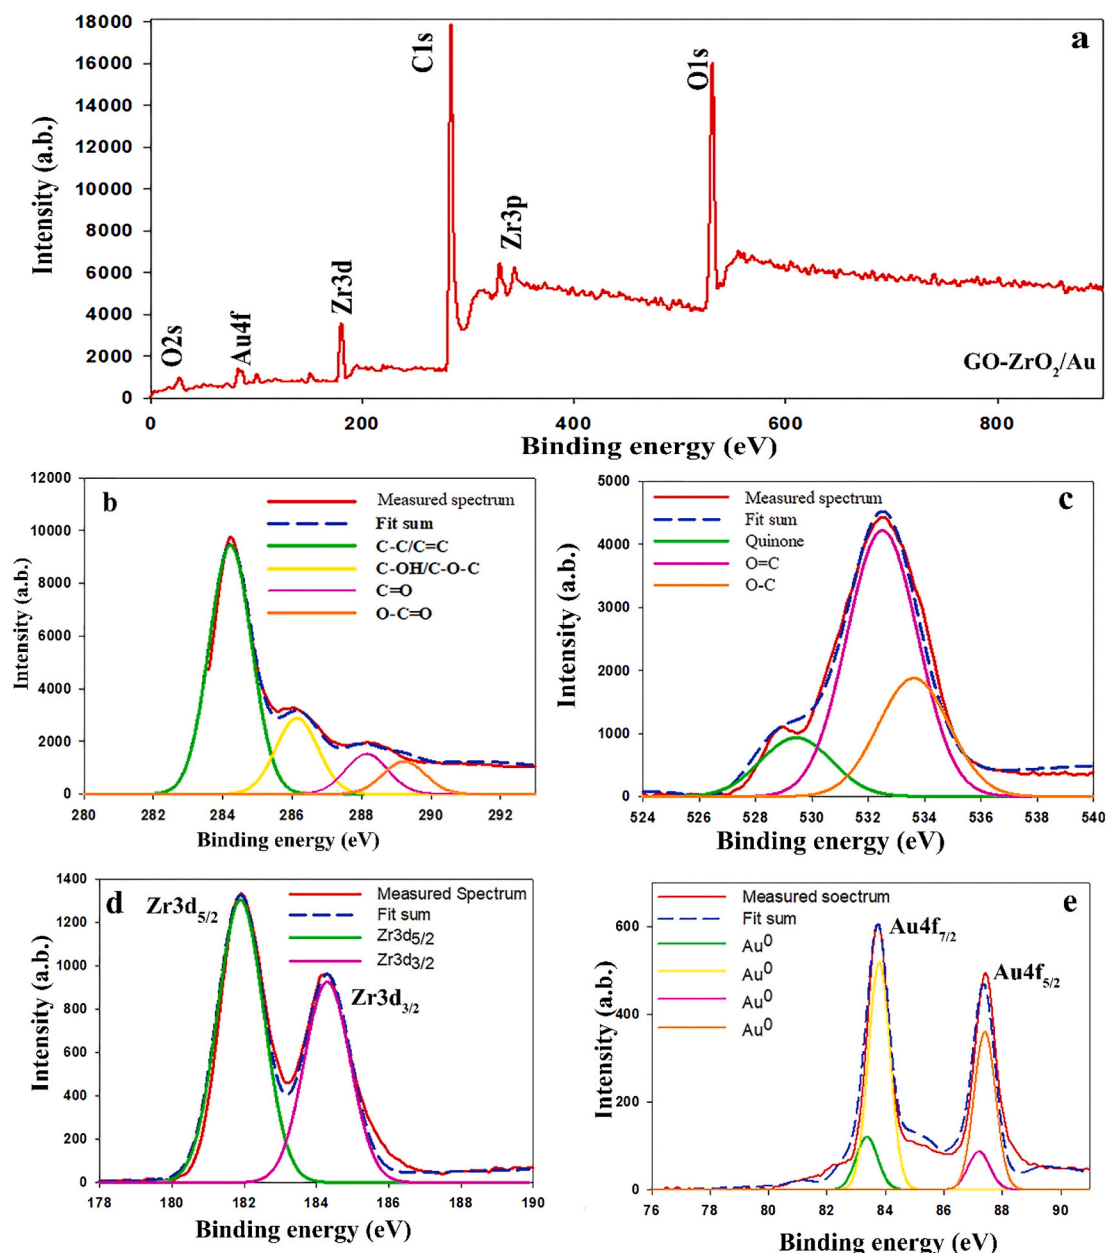 a
18000
16000
14000
12000
10000
8000
6000
4000
2000
0
Intensity (a.b.)
O2s
Au4f
Zr3d
C1s
Zr3p
O1s
GO-ZrO2/Au
0 200 400 600 800
Binding energy (eV)
b
12000
10000
8000
6000
4000
2000
0
Intensity (a.b.)
Measured spectrum
Fit sum
C-C/C=C
C-OH/C-O-C
C=O
O-C=O
280 282 284 286 288 290 292
Binding energy (eV)
c
5000
4000
3000
2000
1000
0
Intensity (a.b.)
Measured spectrum
Fit sum
Quinone
O=C
O-C
524 526 528 530 532 534 536 538 540
Binding energy (eV)
d
1400
1200
1000
800
600
400
200
0
Intensity (a.b.)
Zr3d5/2
Zr3d3/2
Measured Spectrum
Fit sum
Zr3d5/2
Zr3d3/2
178 180 182 184 186 188 190
Binding energy (eV)
e
600
400
200
0
Intensity (a.b.)
Measured soectrum
Fit sum
Au0
Au0
Au0
Au0
Au4f7/2
Au4f5/2
76 78 80 82 84 86 88 90
Binding energy (eV)